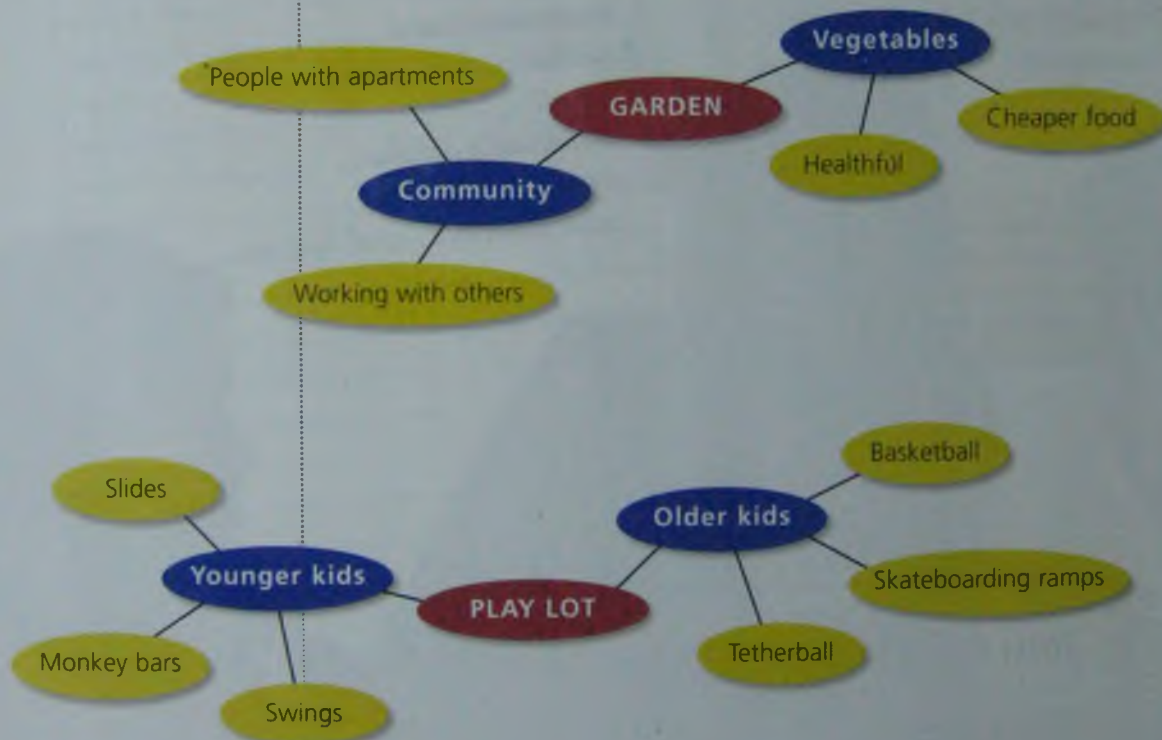 Vegetables
People with apartments
GARDEN
Cheaper food
Healthful
Community
Working with others
Basketball
Slides
Older kids
Younger kids
Skateboarding ramps
PLAY LOT
Monkey bars
Tetherball
Swings